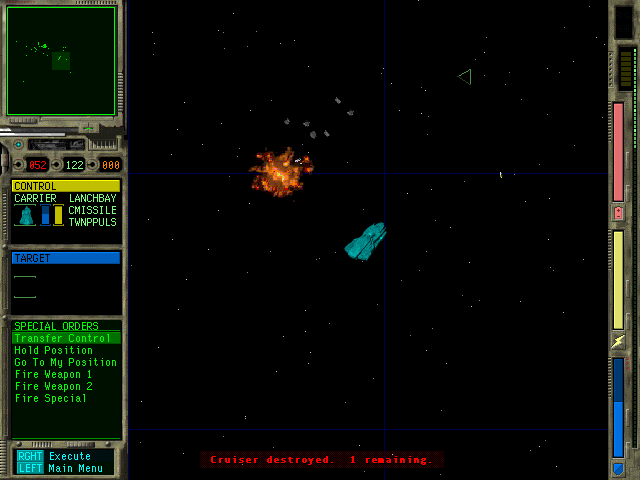 052 122 000
CONTROL
CARRIER LANCHBAY
CMISSILE
TWNPPULS
TARGET
SPECIAL ORDERS
Transfer Control
Hold Position
Go To My Position
Fire Weapon 1
Fire Weapon 2
Fire Special
RGHT Execute
LEFT Main Menu
Cruiser destroyed. 1 remaining.